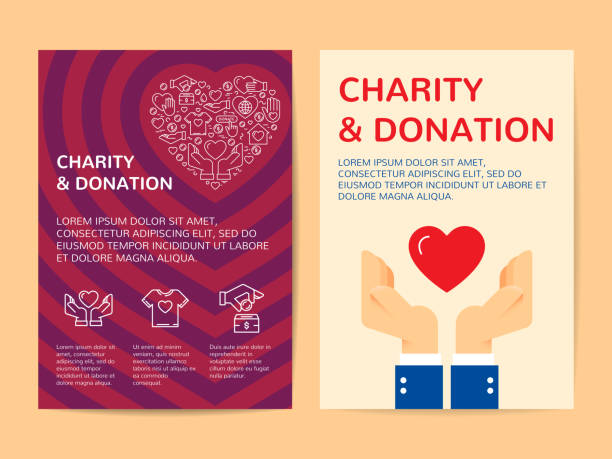 CHARITY
& DONATION
LOREM IPSUM DOLOR SIT AMET,
CONSECTETUR ADIPISCING ELIT, SED DO
EIUSMOD TEMPOR INCIDIDUNT UT LABORE ET
DOLORE MAGNA ALIQUA.
Lorem ipsum dolor sit
amet, consectetur
adipiscing elit, sed do
eiusmod tempor
incididunt ut labore et
dolore magna aliqua.
Ut enim ad minim
veniam, quis nostrud
exercitation ullamco
laboris nisi ut aliquip
ex ea commodo
consequat.
Duis aute irure dolor in
reprehenderit in
voluptate velit esse
cillum dolore eu fugiat
nulla pariatur.
DONATE
$
CHARITY
& DONATION
LOREM IPSUM DOLOR SIT AMET, CONSECTETUR
ADIPISCING ELIT, SED DO EIUSMOD TEMPOR
INCIDIDUNT UT LABORE ET DOLORE
MAGNA ALIQUA.